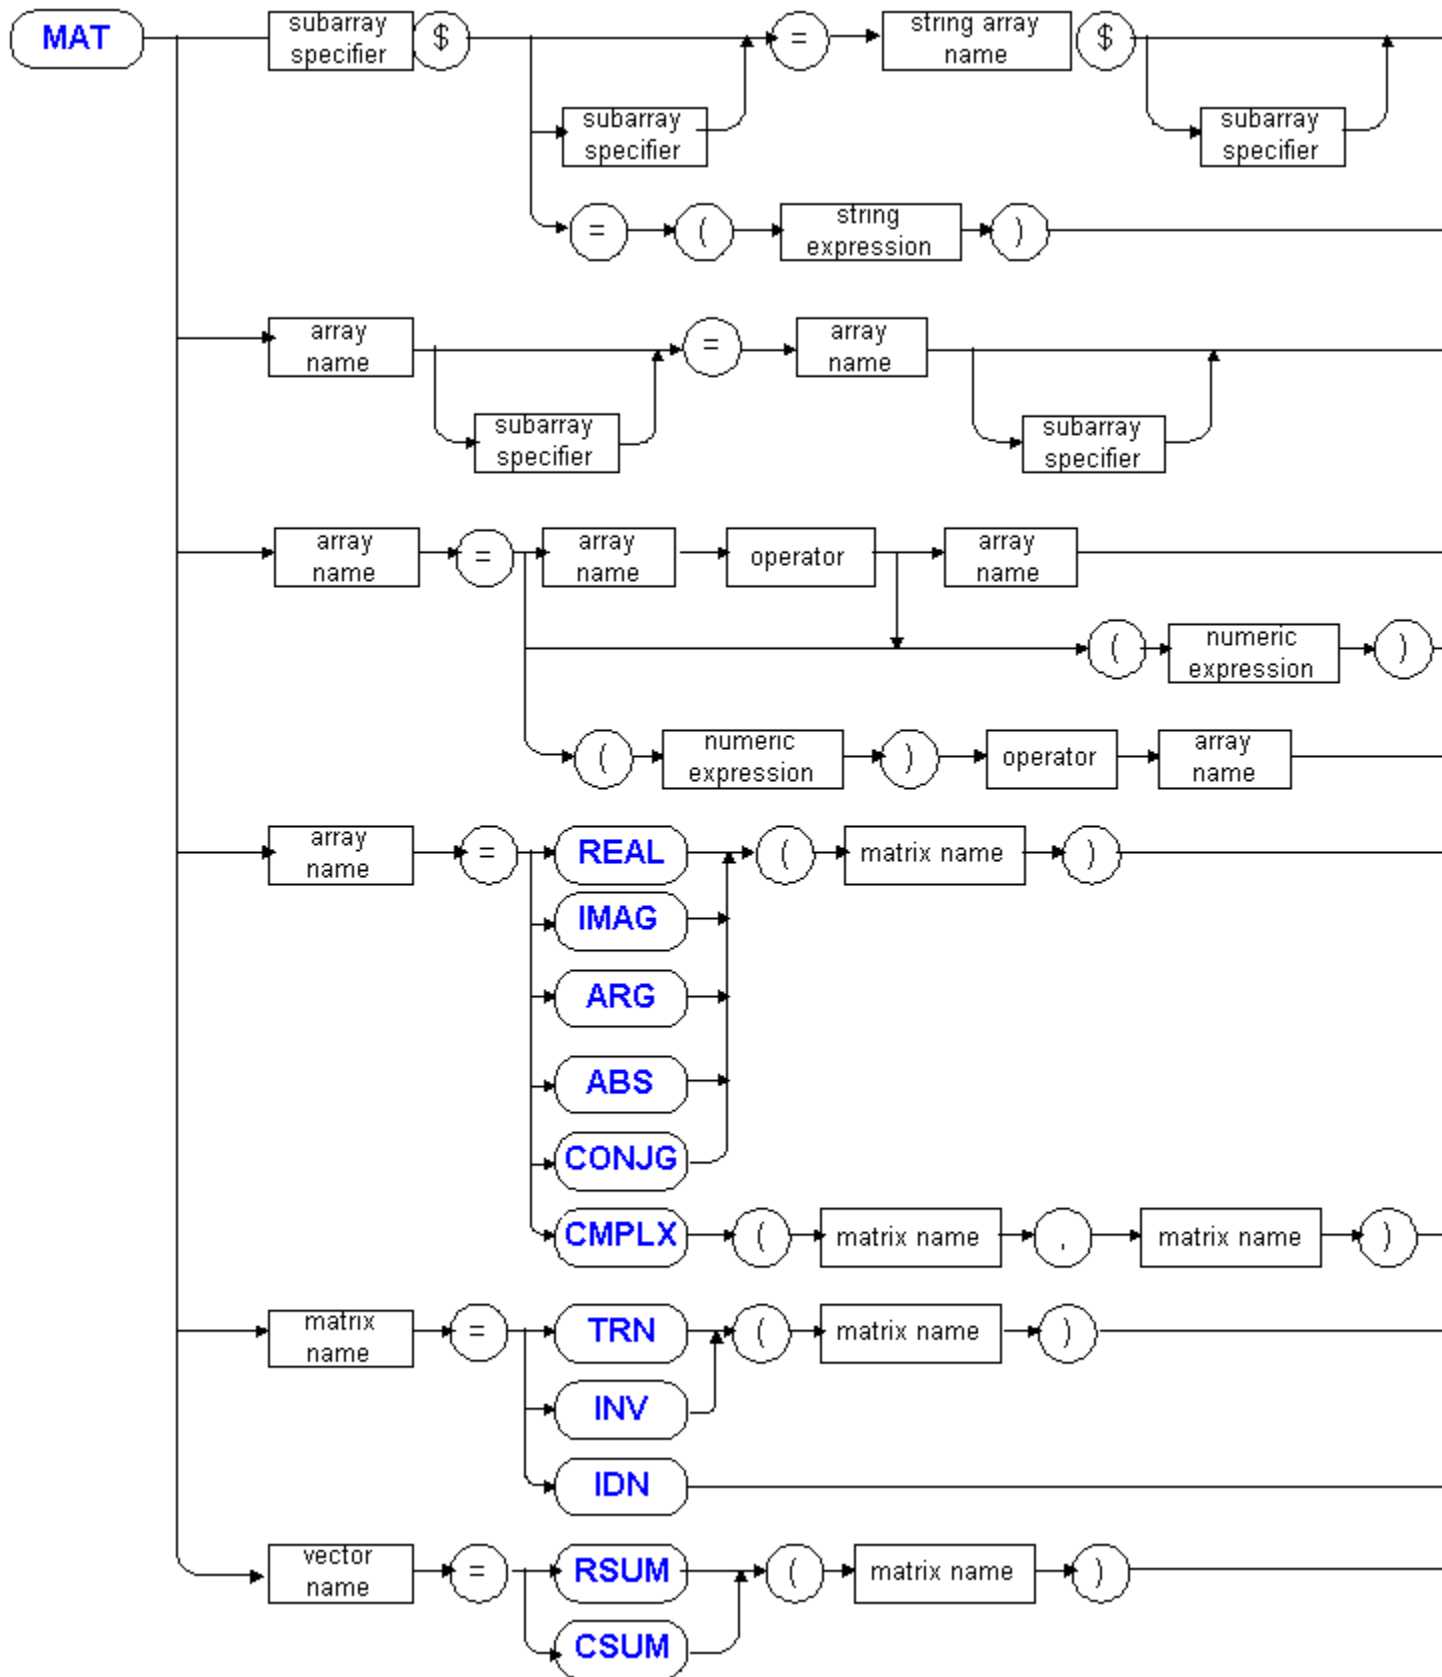 MAT
subarray
specifier
$
=
string array
name
$
subarray
specifier
subarray
specifier
=
(
string
expression
)
array
name
=
array
name
subarray
specifier
subarray
specifier
array
name
=
array
name
operator
array
name
(
numeric
expression
)
(
numeric
expression
)
operator
array
name
array
name
=
REAL
(
matrix name
)
IMAG
ARG
ABS
CONJG
CMPLX
(
matrix name
,
matrix name
)
matrix
name
=
TRN
(
matrix name
)
INV
IDN
vector
name
=
RSUM
(
matrix name
)
CSUM